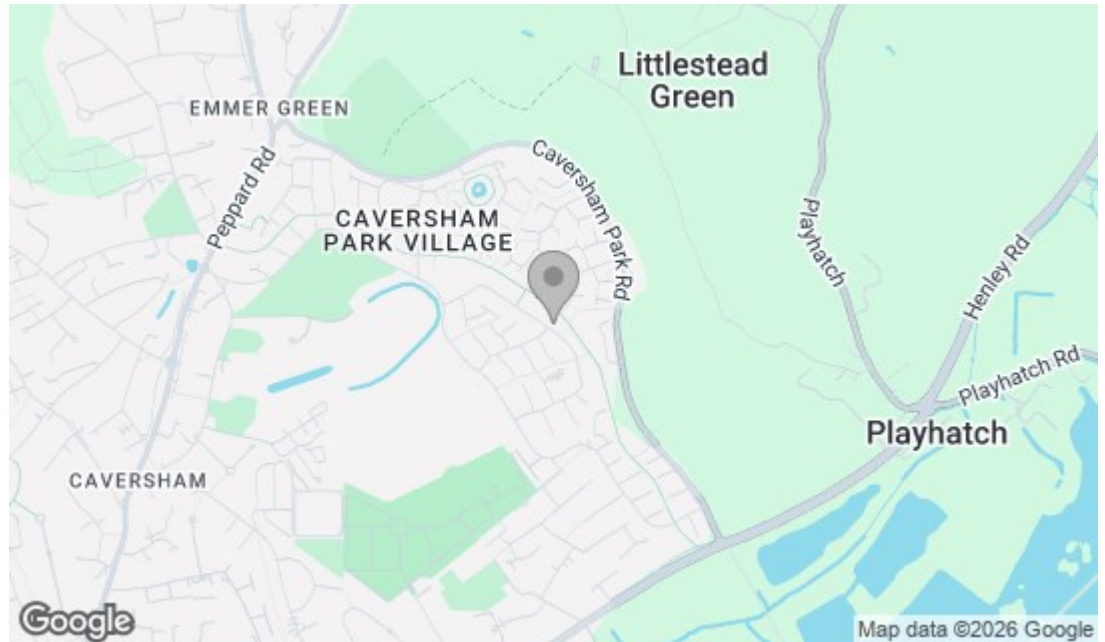 Littlestead
Green
EMMER GREEN
Peppard Rd
Caversham Park Rd
CAVERSHAM
PARK VILLAGE
Playhatch
Henley Rd
Playhatch Rd
Playhatch
CAVERSHAM
Google
Map data ©2026 Google